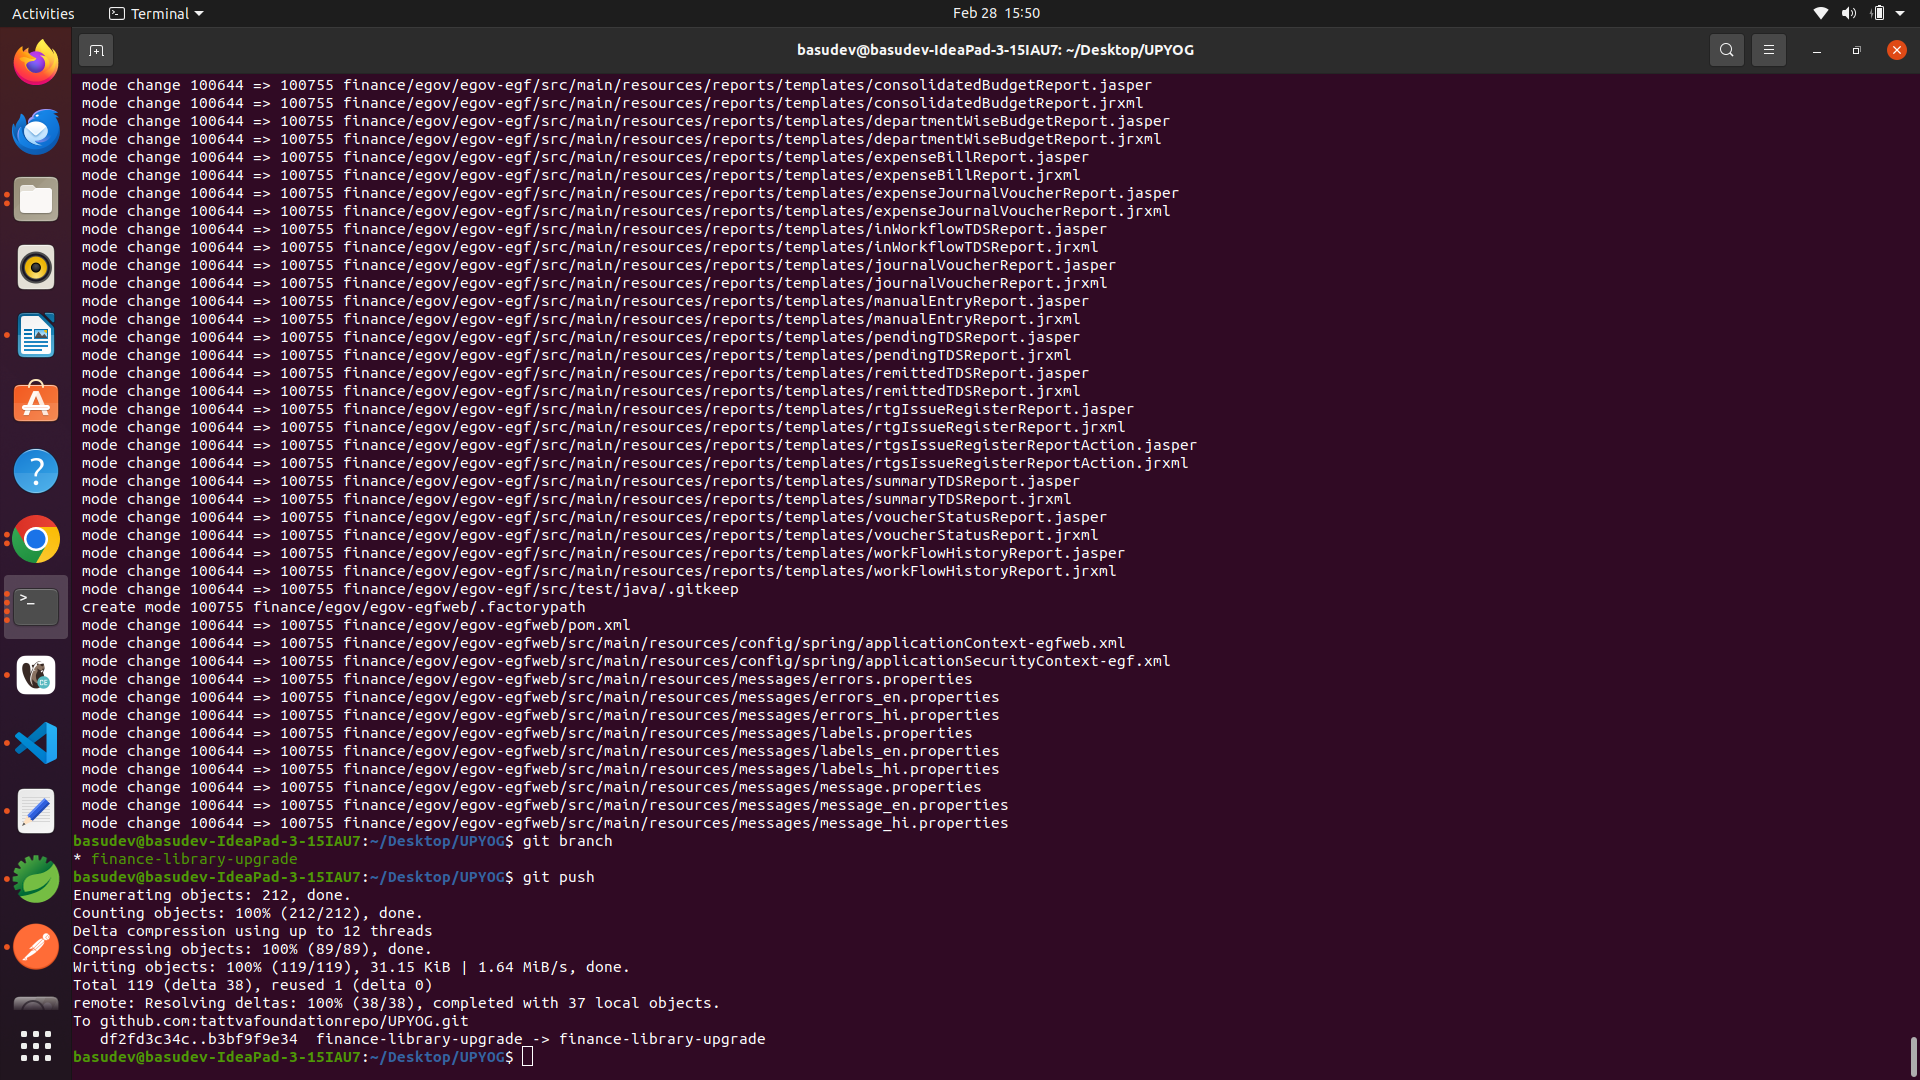 Activities
Terminal
Feb 28  15:50
basudev@basudev-IdeaPad-3-15IAU7: ~/Desktop/UPYOG
mode change 100644 => 100755 finance/egov/egov-egf/src/main/resources/reports/templates/consolidatedBudgetReport.jasper
mode change 100644 => 100755 finance/egov/egov-egf/src/main/resources/reports/templates/consolidatedBudgetReport.jrxml
mode change 100644 => 100755 finance/egov/egov-egf/src/main/resources/reports/templates/departmentWiseBudgetReport.jasper
mode change 100644 => 100755 finance/egov/egov-egf/src/main/resources/reports/templates/departmentWiseBudgetReport.jrxml
mode change 100644 => 100755 finance/egov/egov-egf/src/main/resources/reports/templates/expenseBillReport.jasper
mode change 100644 => 100755 finance/egov/egov-egf/src/main/resources/reports/templates/expenseBillReport.jrxml
mode change 100644 => 100755 finance/egov/egov-egf/src/main/resources/reports/templates/expenseJournalVoucherReport.jasper
mode change 100644 => 100755 finance/egov/egov-egf/src/main/resources/reports/templates/expenseJournalVoucherReport.jrxml
mode change 100644 => 100755 finance/egov/egov-egf/src/main/resources/reports/templates/inWorkflowTDSReport.jasper
mode change 100644 => 100755 finance/egov/egov-egf/src/main/resources/reports/templates/inWorkflowTDSReport.jrxml
mode change 100644 => 100755 finance/egov/egov-egf/src/main/resources/reports/templates/journalVoucherReport.jasper
mode change 100644 => 100755 finance/egov/egov-egf/src/main/resources/reports/templates/journalVoucherReport.jrxml
mode change 100644 => 100755 finance/egov/egov-egf/src/main/resources/reports/templates/manualEntryReport.jasper
mode change 100644 => 100755 finance/egov/egov-egf/src/main/resources/reports/templates/manualEntryReport.jrxml
mode change 100644 => 100755 finance/egov/egov-egf/src/main/resources/reports/templates/pendingTDSReport.jasper
mode change 100644 => 100755 finance/egov/egov-egf/src/main/resources/reports/templates/pendingTDSReport.jrxml
mode change 100644 => 100755 finance/egov/egov-egf/src/main/resources/reports/templates/remittedTDSReport.jasper
mode change 100644 => 100755 finance/egov/egov-egf/src/main/resources/reports/templates/remittedTDSReport.jrxml
mode change 100644 => 100755 finance/egov/egov-egf/src/main/resources/reports/templates/rtgIssueRegisterReport.jasper
mode change 100644 => 100755 finance/egov/egov-egf/src/main/resources/reports/templates/rtgIssueRegisterReport.jrxml
mode change 100644 => 100755 finance/egov/egov-egf/src/main/resources/reports/templates/rtgsIssueRegisterReportAction.jasper
mode change 100644 => 100755 finance/egov/egov-egf/src/main/resources/reports/templates/rtgsIssueRegisterReportAction.jrxml
mode change 100644 => 100755 finance/egov/egov-egf/src/main/resources/reports/templates/summaryTDSReport.jasper
mode change 100644 => 100755 finance/egov/egov-egf/src/main/resources/reports/templates/summaryTDSReport.jrxml
mode change 100644 => 100755 finance/egov/egov-egf/src/main/resources/reports/templates/voucherStatusReport.jasper
mode change 100644 => 100755 finance/egov/egov-egf/src/main/resources/reports/templates/voucherStatusReport.jrxml
mode change 100644 => 100755 finance/egov/egov-egf/src/main/resources/reports/templates/workFlowHistoryReport.jasper
mode change 100644 => 100755 finance/egov/egov-egf/src/main/resources/reports/templates/workFlowHistoryReport.jrxml
mode change 100644 => 100755 finance/egov/egov-egf/src/test/java/.gitkeep
create mode 100755 finance/egov/egov-egfweb/.factorypath
mode change 100644 => 100755 finance/egov/egov-egfweb/pom.xml
mode change 100644 => 100755 finance/egov/egov-egfweb/src/main/resources/config/spring/applicationContext-egfweb.xml
mode change 100644 => 100755 finance/egov/egov-egfweb/src/main/resources/config/spring/applicationSecurityContext-egf.xml
mode change 100644 => 100755 finance/egov/egov-egfweb/src/main/resources/messages/errors.properties
mode change 100644 => 100755 finance/egov/egov-egfweb/src/main/resources/messages/errors_en.properties
mode change 100644 => 100755 finance/egov/egov-egfweb/src/main/resources/messages/errors_hi.properties
mode change 100644 => 100755 finance/egov/egov-egfweb/src/main/resources/messages/labels.properties
mode change 100644 => 100755 finance/egov/egov-egfweb/src/main/resources/messages/labels_en.properties
mode change 100644 => 100755 finance/egov/egov-egfweb/src/main/resources/messages/labels_hi.properties
mode change 100644 => 100755 finance/egov/egov-egfweb/src/main/resources/messages/message.properties
mode change 100644 => 100755 finance/egov/egov-egfweb/src/main/resources/messages/message_en.properties
mode change 100644 => 100755 finance/egov/egov-egfweb/src/main/resources/messages/message_hi.properties
basudev@basudev-IdeaPad-3-15IAU7:~/Desktop/UPYOG$ git branch
* finance-library-upgrade
basudev@basudev-IdeaPad-3-15IAU7:~/Desktop/UPYOG$ git push
Enumerating objects: 212, done.
Counting objects: 100% (212/212), done.
Delta compression using up to 12 threads
Compressing objects: 100% (89/89), done.
Writing objects: 100% (119/119), 31.15 KiB | 1.64 MiB/s, done.
Total 119 (delta 38), reused 1 (delta 0)
remote: Resolving deltas: 100% (38/38), completed with 37 local objects.
To github.com:tattvafoundationrepo/UPYOG.git
   df2fd3c34c..b3bf9f9e34  finance-library-upgrade -> finance-library-upgrade
basudev@basudev-IdeaPad-3-15IAU7:~/Desktop/UPYOG$